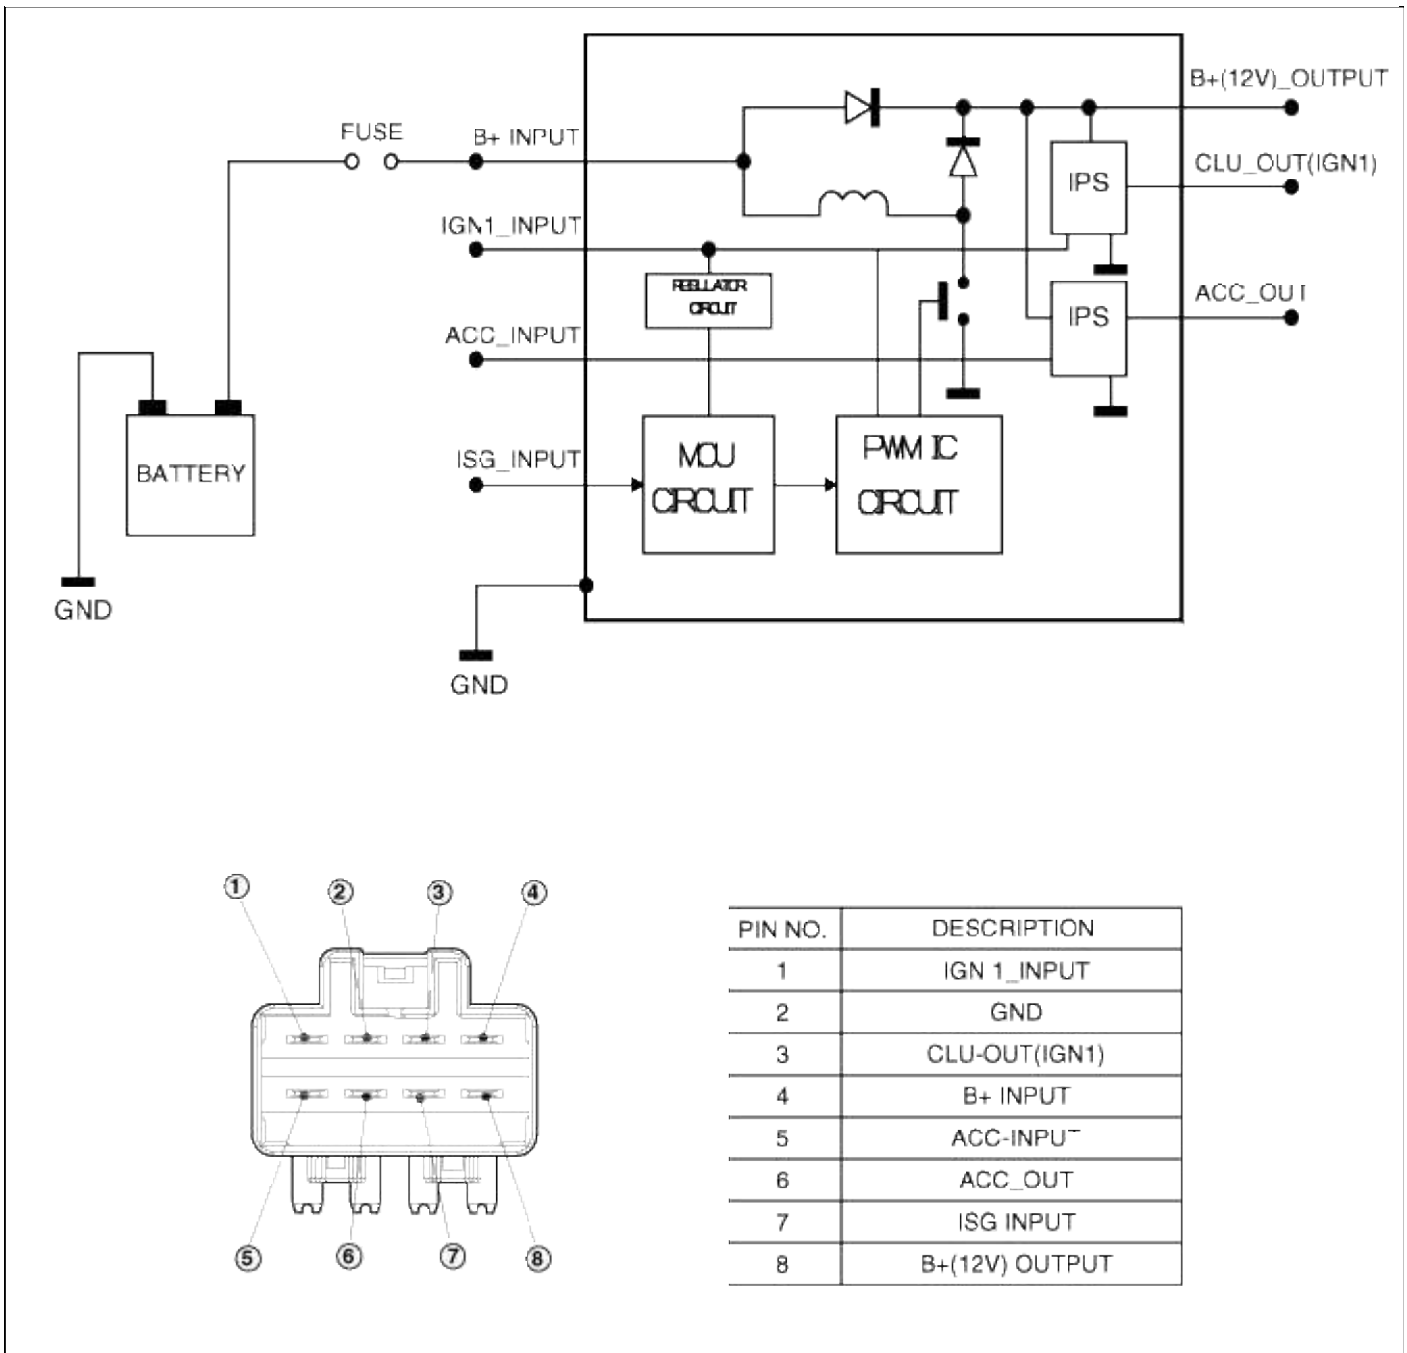 B+(12V)_OUTPUT
FUSE
B+ INPUT
CLU_OUT(IGN1)
IPS
IGN1_INPUT
REGULATOR
CIRCUIT
ACC_OUT
IPS
ACC_INPUT
BATTERY
ISG_INPUT
MCU
CIRCUIT
PWM IC
CIRCUIT
GND
GND
1 2 3 4
5 6 7 8
PIN NO. DESCRIPTION
1 IGN 1_INPUT
2 GND
3 CLU-OUT(IGN1)
4 B+ INPUT
5 ACC-INPUT
6 ACC_OUT
7 ISG INPUT
8 B+(12V) OUTPUT